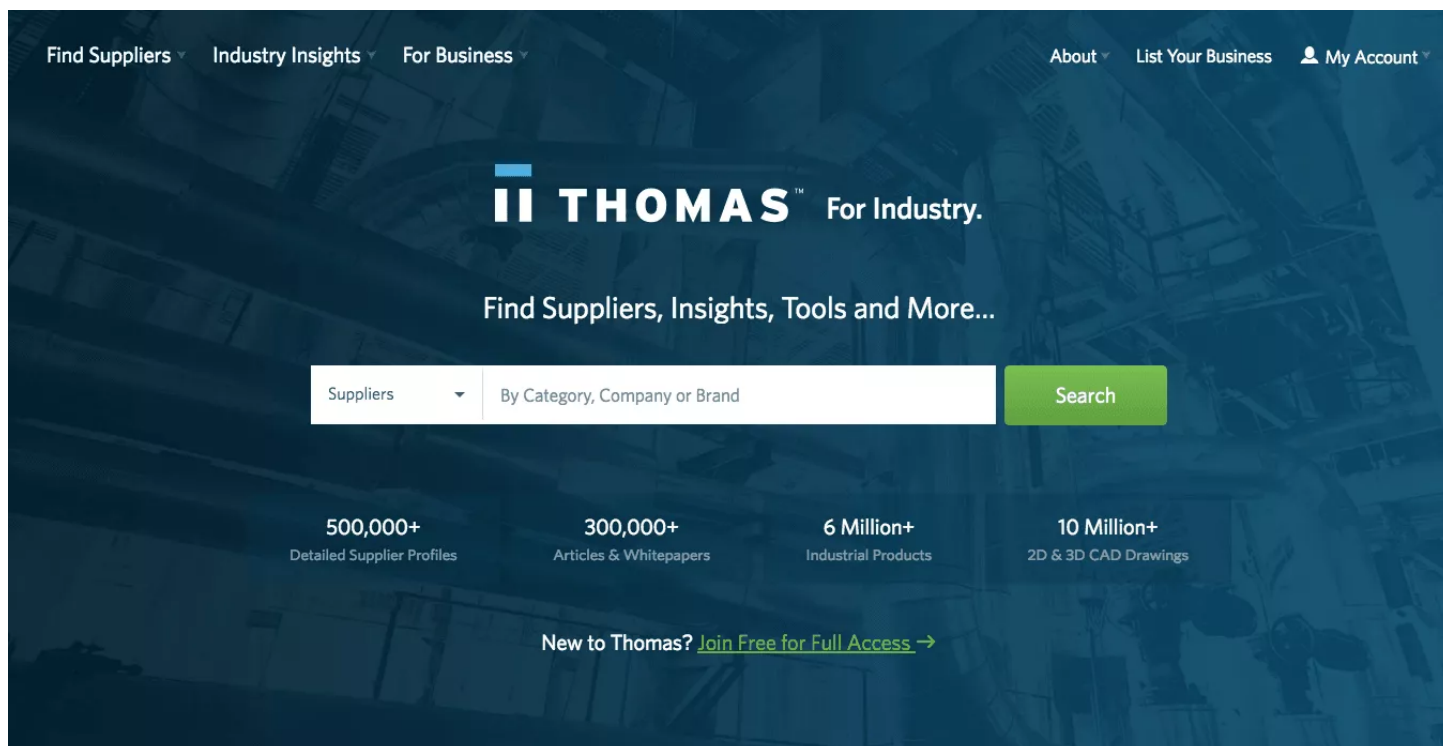 Find Suppliers Industry Insights For Business About List Your Business My Account
THOMAS™ For Industry.
Find Suppliers, Insights, Tools and More...
Suppliers By Category, Company or Brand Search
500,000+ 300,000+ 6 Million+ 10 Million+
Detailed Supplier Profiles Articles & Whitepapers Industrial Products 2D & 3D CAD Drawings
New to Thomas? Join Free for Full Access →